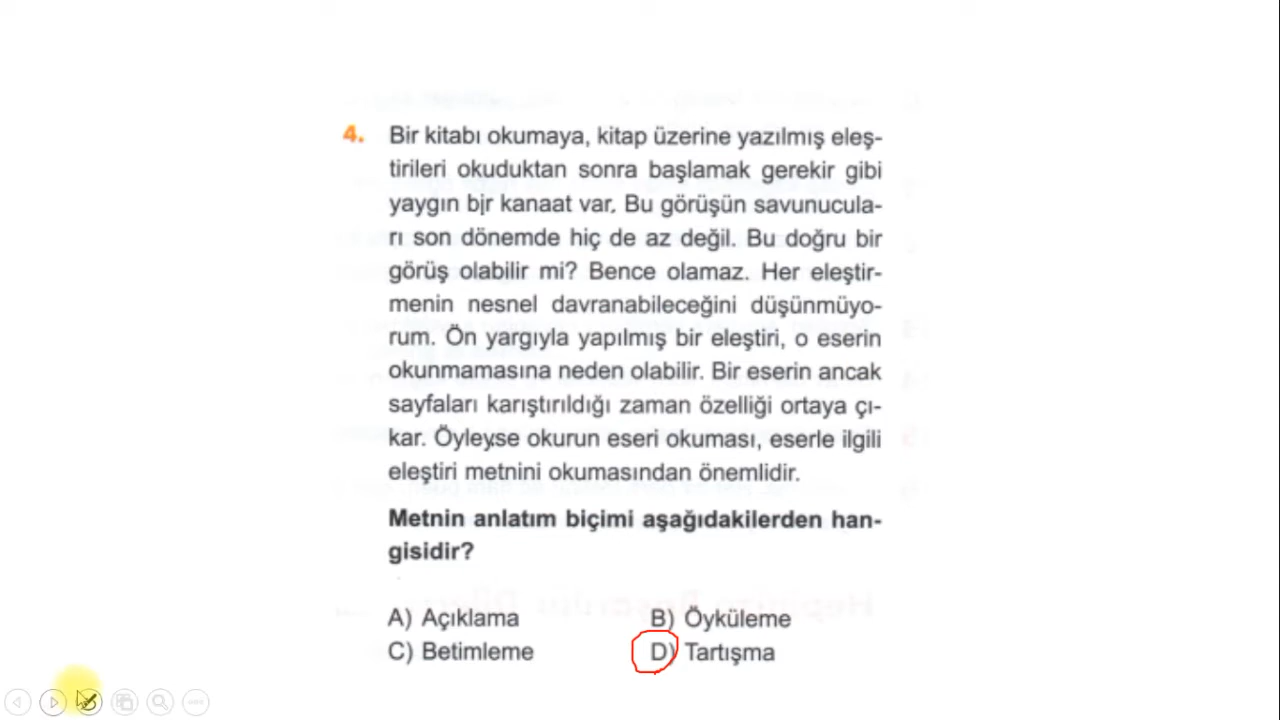 4. Bir kitabı okumaya, kitap üzerine yazılmış eleş-
tirileri okuduktan sonra başlamak gerekir gibi
yaygın bir kanaat var. Bu görüşün savunucula-
rı son dönemde hiç de az değil. Bu doğru bir
görüş olabilir mi? Bence olamaz. Her eleştir-
menin nesnel davranabileceğini düşünmüyo-
rum. Ön yargıyla yapılmış bir eleştiri, o eserin
okunmamasına neden olabilir. Bir eserin ancak
sayfaları karıştırıldığı zaman özelliği ortaya çı-
kar. Öyleyse okurun eseri okuması, eserle ilgili
eleştiri metnini okumasından önemlidir.
Metnin anlatım biçimi aşağıdakilerden han-
gisidir?
A) Açıklama B) Öyküleme
C) Betimleme D) Tartışma